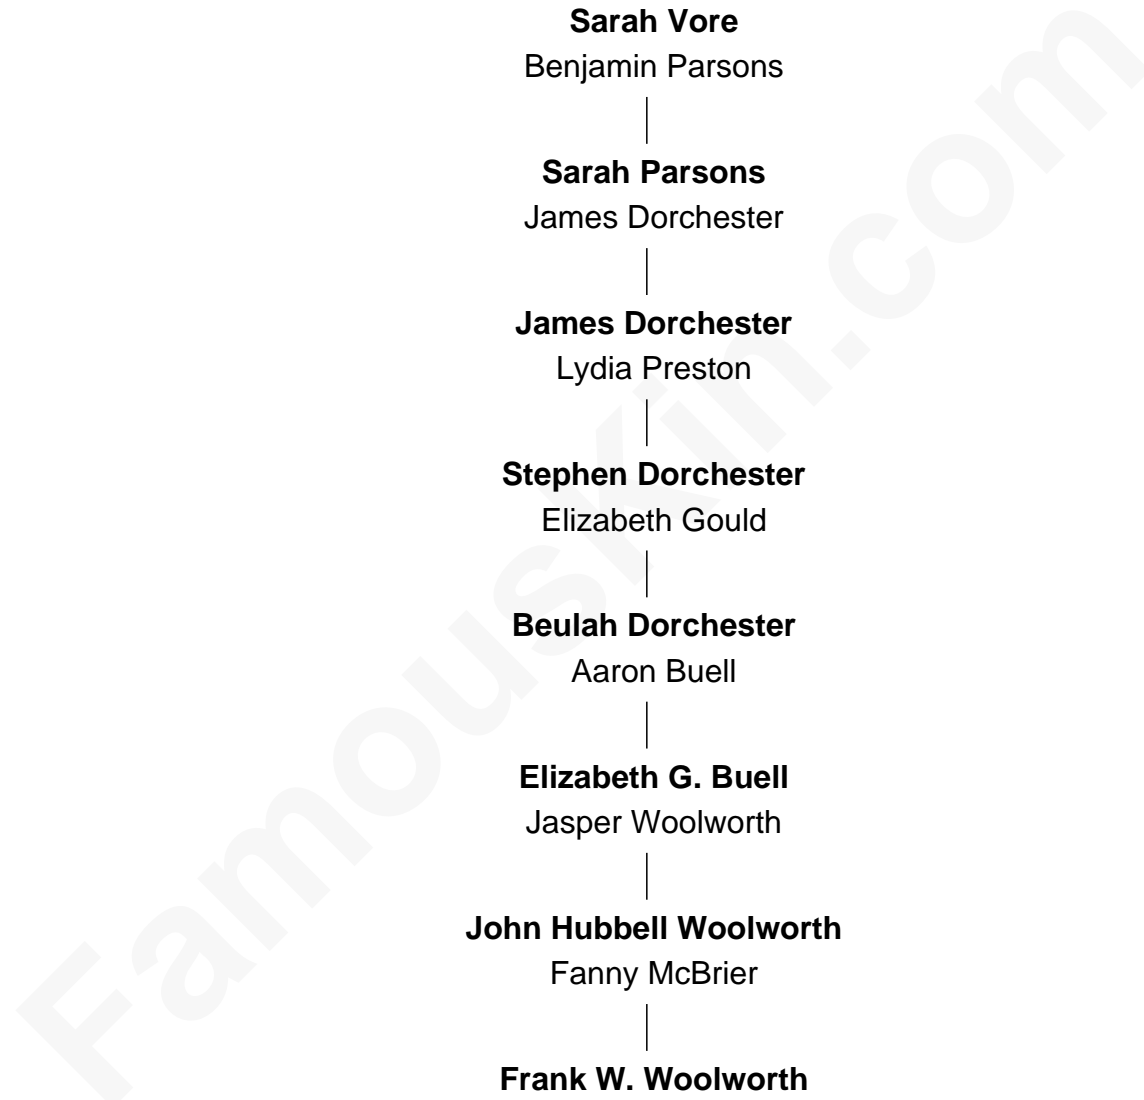 Sarah Vore
Benjamin Parsons
Sarah Parsons
James Dorchester
James Dorchester
Lydia Preston
Stephen Dorchester
Elizabeth Gould
Beulah Dorchester
Aaron Buell
Elizabeth G. Buell
Jasper Woolworth
John Hubbell Woolworth
Fanny McBrier
Frank W. Woolworth
FamousKin.com